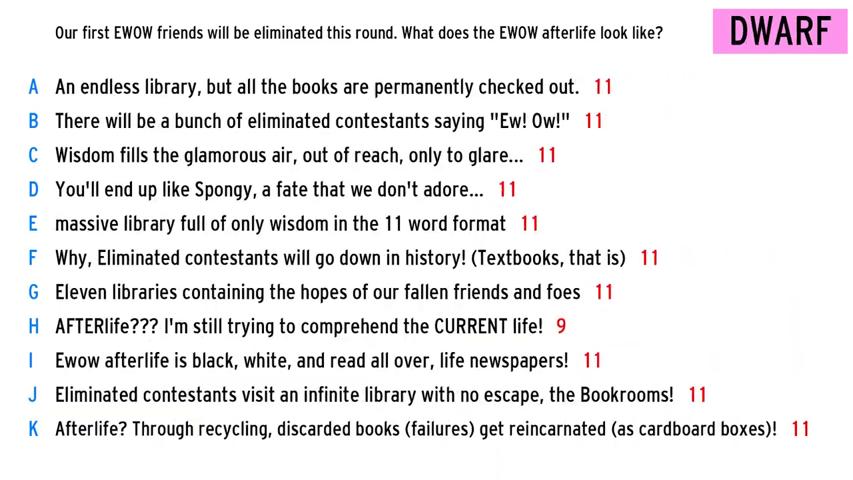 Our first EWOW friends will be eliminated this round. What does the EWOW afterlife look like?
DWARF
A An endless library, but all the books are permanently checked out. 11
B There will be a bunch of eliminated contestants saying "Ew! Ow!" 11
C Wisdom fills the glamorous air, out of reach, only to glare... 11
D You'll end up like Spongy, a fate that we don't adore... 11
E massive library full of only wisdom in the 11 word format 11
F Why, Eliminated contestants will go down in history! (Textbooks, that is) 11
G Eleven libraries containing the hopes of our fallen friends and foes 11
H AFTERlife??? I'm still trying to comprehend the CURRENT life! 9
I Ewow afterlife is black, white, and read all over, life newspapers! 11
J Eliminated contestants visit an infinite library with no escape, the Bookrooms! 11
K Afterlife? Through recycling, discarded books (failures) get reincarnated (as cardboard boxes)! 11